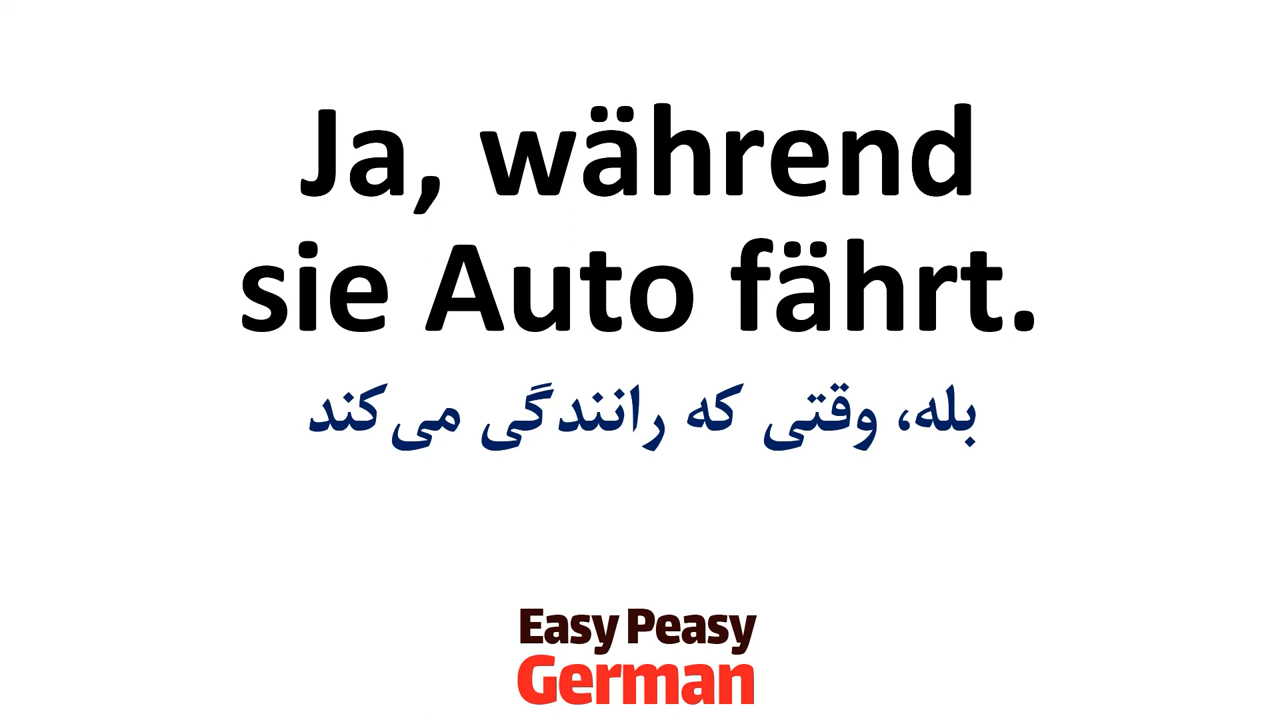 Ja, während
sie Auto fährt.
بله، وقتی که رانندگی می‌کند
Easy Peasy
German